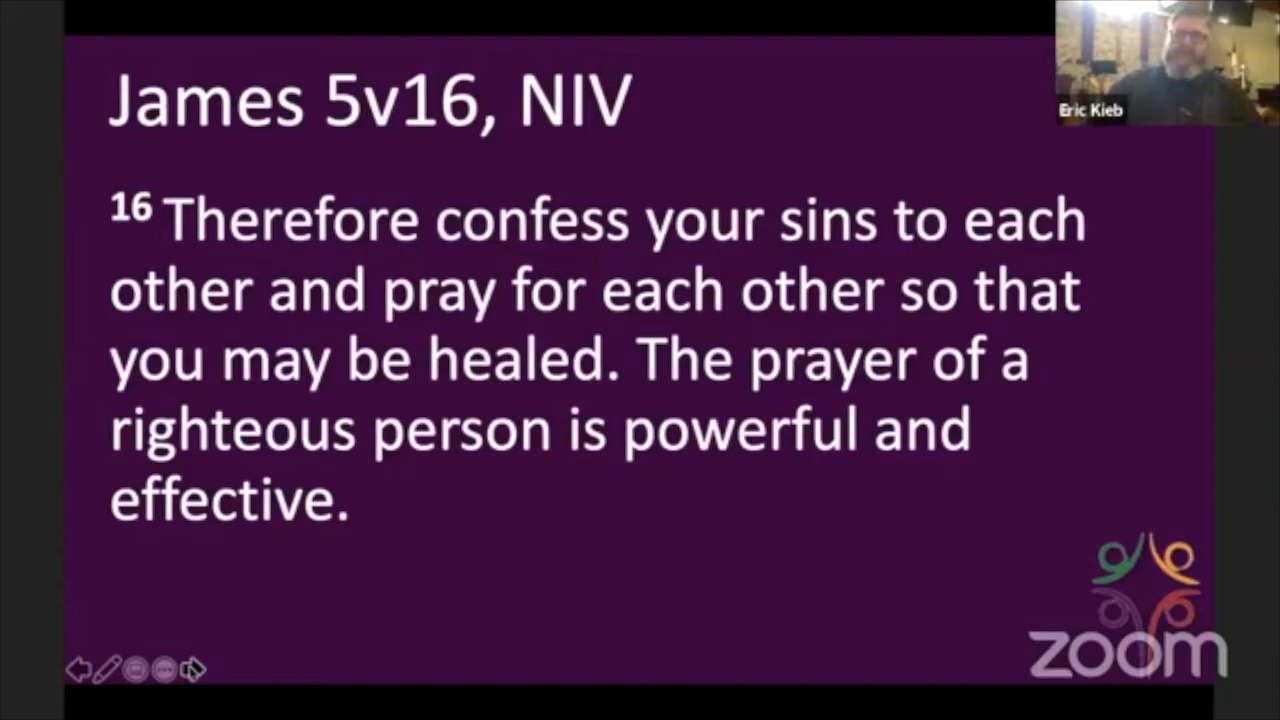 James 5v16, NIV
Eric Kieb
16 Therefore confess your sins to each
other and pray for each other so that
you may be healed. The prayer of a
righteous person is powerful and
effective.
zoom